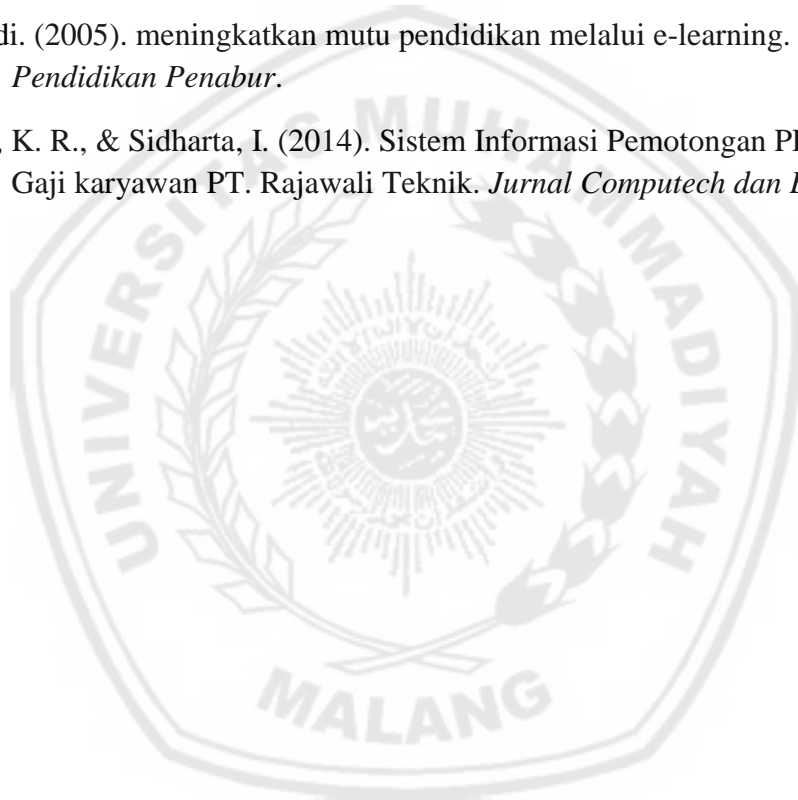 di. (2005). meningkatkan mutu pendidikan melalui e-learning.
Pendidikan Penabur.
, K. R., & Sidharta, I. (2014). Sistem Informasi Pemotongan
Gaji karyawan PT. Rajawali Teknik. Jurnal Computech dan
UNIVERSITAS MUHAMMADIYAH
MALANG